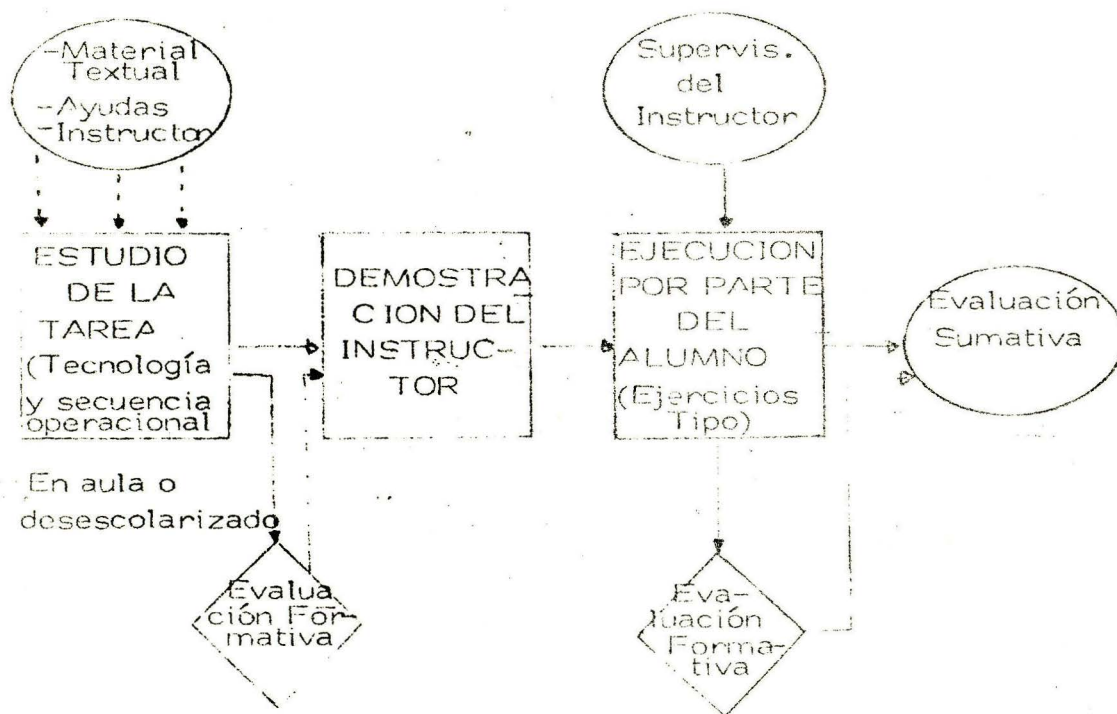 -Material
Textual
-Ayudas
-Instructor
Supervis.
del
Instructor
ESTUDIO
DE LA
TAREA
(Tecnología
y secuencia
operacional
En aula o
desescolarizado
DEMOSTRA
CION DEL
INSTRUC-
TOR
EJECUCION
POR PARTE
DEL
ALUMNO
(Ejercicios
Tipo)
Evaluación
Sumativa
Evalua
ción For-
mativa
Eva-
luación
Forma-
tiva